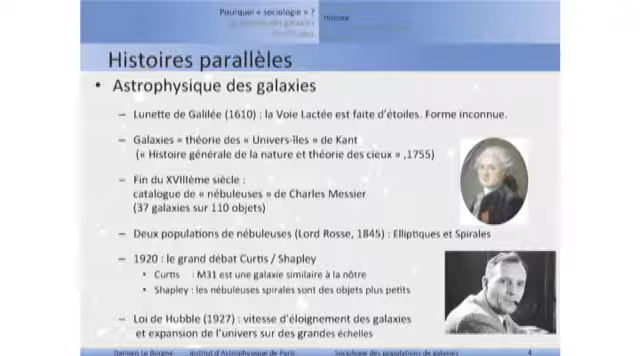 Pourquoi « sociologie » ?
Histoire
Histoires parallèles
• Astrophysique des galaxies
– Lunette de Galilée (1610) : la Voie Lactée est faite d'étoiles. Forme inconnue.
– Galaxies « théorie des « Univers-îles » de Kant
(« Histoire générale de la nature et théorie des cieux » ,1755)
– Fin du XVIIIème siècle :
catalogue de « nébuleuses » de Charles Messier
(37 galaxies sur 110 objets)
– Deux populations de nébuleuses (Lord Rosse, 1845) : Elliptiques et Spirales
– 1920 : le grand débat Curtis / Shapley
• Curtis : M31 est une galaxie similaire à la nôtre
• Shapley : les nébuleuses spirales sont des objets plus petits
– Loi de Hubble (1927) : vitesse d'éloignement des galaxies
et expansion de l'univers sur des grandes échelles
Damien Le Borgne Institut d'Astrophysique de Paris Sociologie des populations de galaxies 4